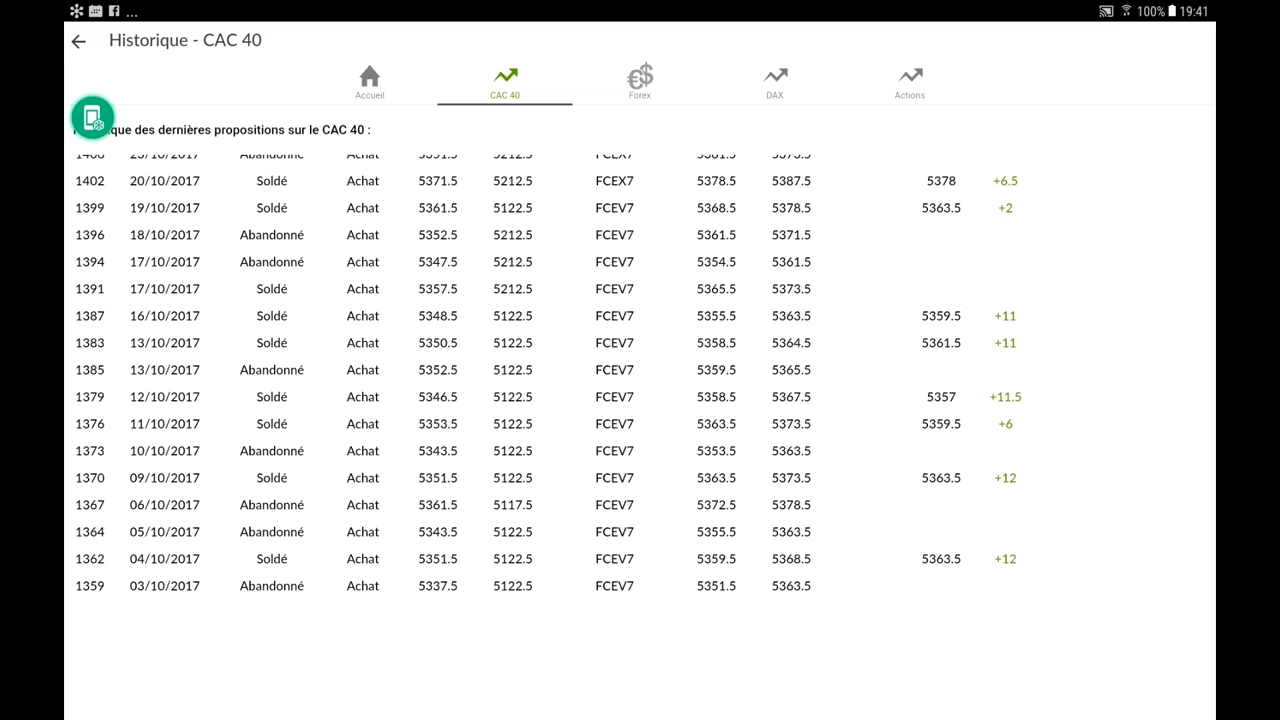 ... 100% 19:41
Historique - CAC 40
Accueil CAC 40 Forex DAX Actions
que des dernières propositions sur le CAC 40 :
23/10/2017 Abandonné Achat 5351.5 5212.5 FCEX7 5361.5 5373.5
1402 20/10/2017 Soldé Achat 5371.5 5212.5 FCEX7 5378.5 5387.5 5378 +6.5
1399 19/10/2017 Soldé Achat 5361.5 5122.5 FCEV7 5368.5 5378.5 5363.5 +2
1396 18/10/2017 Abandonné Achat 5352.5 5212.5 FCEV7 5361.5 5371.5
1394 17/10/2017 Abandonné Achat 5347.5 5212.5 FCEV7 5354.5 5361.5
1391 17/10/2017 Soldé Achat 5357.5 5212.5 FCEV7 5365.5 5373.5
1387 16/10/2017 Soldé Achat 5348.5 5122.5 FCEV7 5355.5 5363.5 5359.5 +11
1383 13/10/2017 Soldé Achat 5350.5 5122.5 FCEV7 5358.5 5364.5 5361.5 +11
1385 13/10/2017 Abandonné Achat 5352.5 5122.5 FCEV7 5359.5 5365.5
1379 12/10/2017 Soldé Achat 5346.5 5122.5 FCEV7 5358.5 5367.5 5357 +11.5
1376 11/10/2017 Soldé Achat 5353.5 5122.5 FCEV7 5363.5 5373.5 5359.5 +6
1373 10/10/2017 Abandonné Achat 5343.5 5122.5 FCEV7 5353.5 5363.5
1370 09/10/2017 Soldé Achat 5351.5 5122.5 FCEV7 5363.5 5373.5 5363.5 +12
1367 06/10/2017 Abandonné Achat 5361.5 5117.5 FCEV7 5372.5 5378.5
1364 05/10/2017 Abandonné Achat 5343.5 5122.5 FCEV7 5355.5 5363.5
1362 04/10/2017 Soldé Achat 5351.5 5122.5 FCEV7 5359.5 5368.5 5363.5 +12
1359 03/10/2017 Abandonné Achat 5337.5 5122.5 FCEV7 5351.5 5363.5